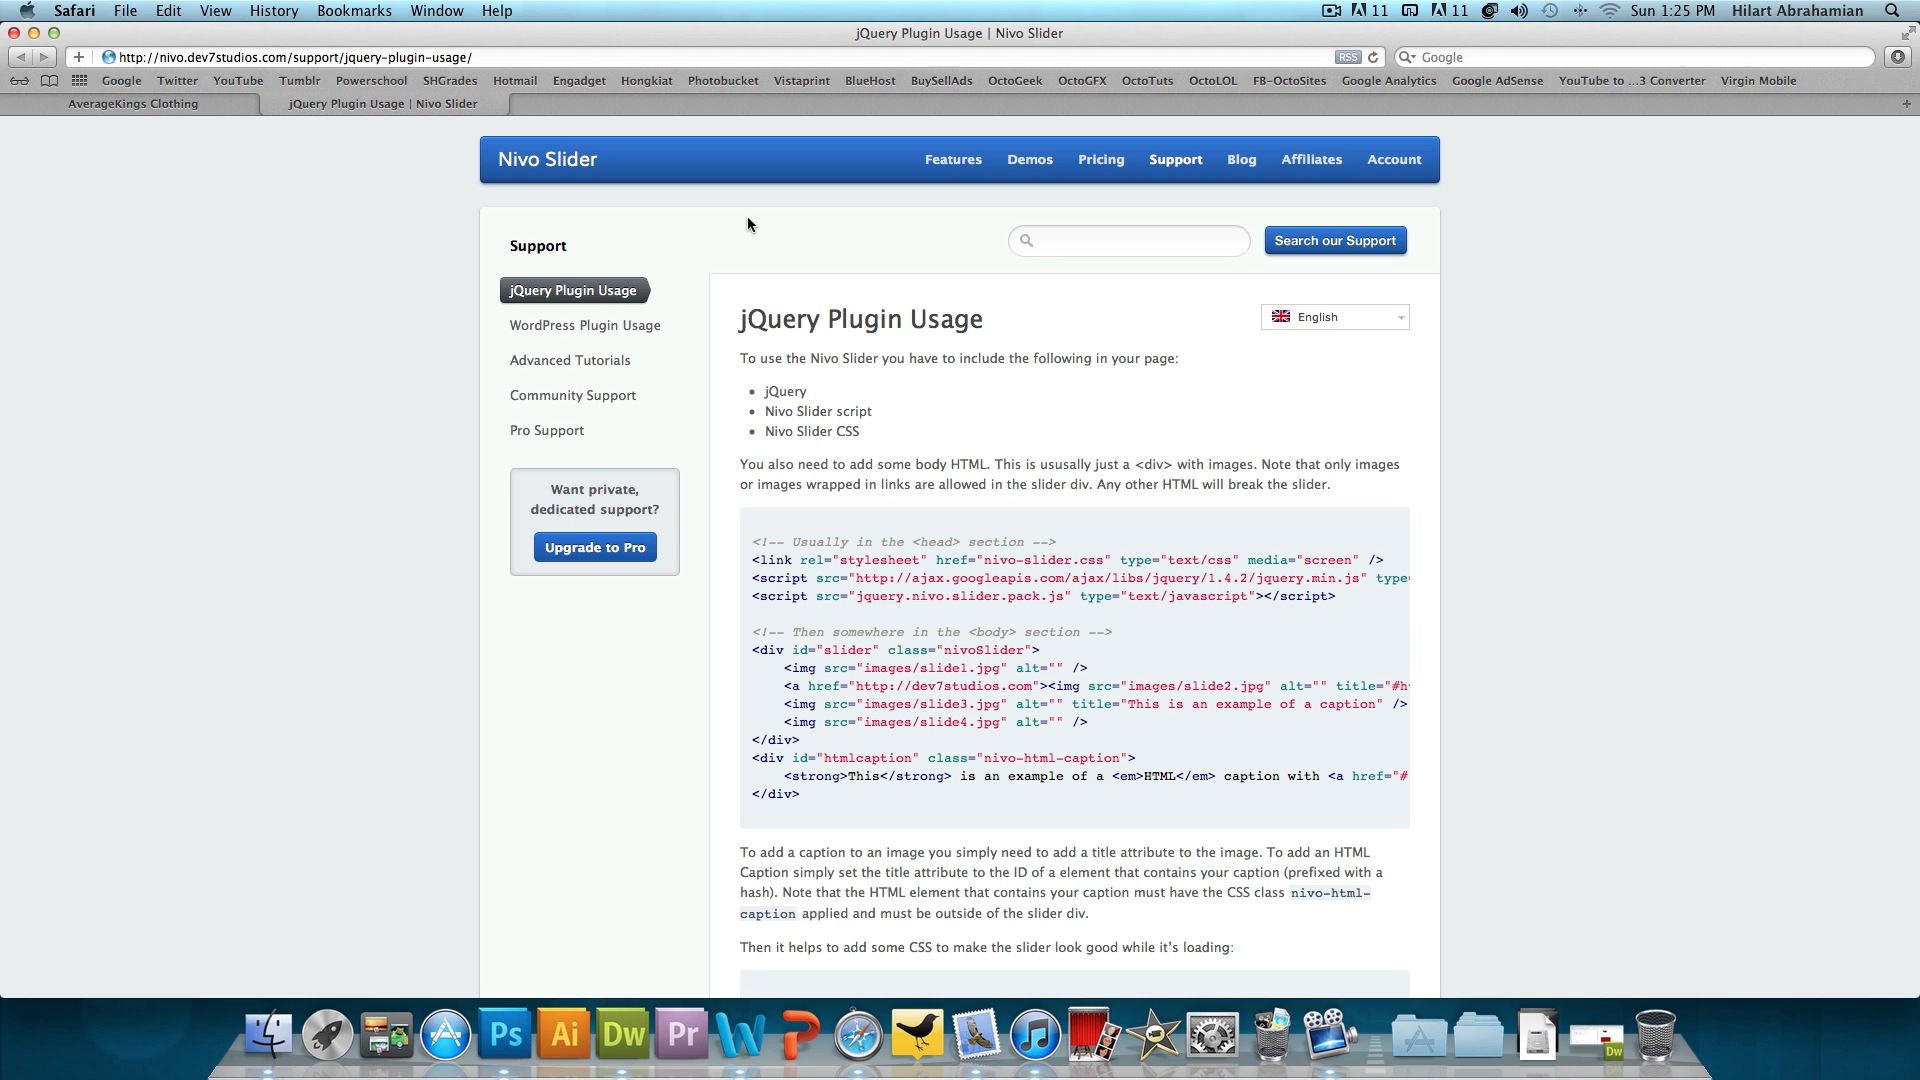 Safari File Edit View History Bookmarks Window Help
11 11 Sun 1:25 PM Hilart Abrahamian
jQuery Plugin Usage | Nivo Slider
http://nivo.dev7studios.com/support/jquery-plugin-usage/ RSS Google
Google Twitter YouTube Tumblr Powerschool SHGrades Hotmail Engadget Hongkiat Photobucket Vistaprint BlueHost BuySellAds OctoGeek OctoGFX OctoTuts OctoLOL FB-OctoSites Google Analytics Google AdSense YouTube to ...3 Converter Virgin Mobile
AverageKings Clothing jQuery Plugin Usage | Nivo Slider
Nivo Slider Features Demos Pricing Support Blog Affiliates Account
Support Search our Support
jQuery Plugin Usage
WordPress Plugin Usage
Advanced Tutorials
Community Support
Pro Support
Want private,
dedicated support?
Upgrade to Pro
jQuery Plugin Usage English
To use the Nivo Slider you have to include the following in your page:
• jQuery
• Nivo Slider script
• Nivo Slider CSS
You also need to add some body HTML. This is ususally just a <div> with images. Note that only images
or images wrapped in links are allowed in the slider div. Any other HTML will break the slider.
<!-- Usually in the <head> section -->
<link rel="stylesheet" href="nivo-slider.css" type="text/css" media="screen" />
<script src="http://ajax.googleapis.com/ajax/libs/jquery/1.4.2/jquery.min.js" type=
<script src="jquery.nivo.slider.pack.js" type="text/javascript"></script>
<!-- Then somewhere in the <body> section -->
<div id="slider" class="nivoSlider">
<img src="images/slide1.jpg" alt="" />
<a href="http://dev7studios.com"><img src="images/slide2.jpg" alt="" title="#h
<img src="images/slide3.jpg" alt="" title="This is an example of a caption" />
<img src="images/slide4.jpg" alt="" />
</div>
<div id="htmlcaption" class="nivo-html-caption">
<strong>This</strong> is an example of a <em>HTML</em> caption with <a href="#
</div>
To add a caption to an image you simply need to add a title attribute to the image. To add an HTML
Caption simply set the title attribute to the ID of a element that contains your caption (prefixed with a
hash). Note that the HTML element that contains your caption must have the CSS class nivo-html-
caption applied and must be outside of the slider div.
Then it helps to add some CSS to make the slider look good while it's loading:
Ps Ai Dw Pr W P Dw